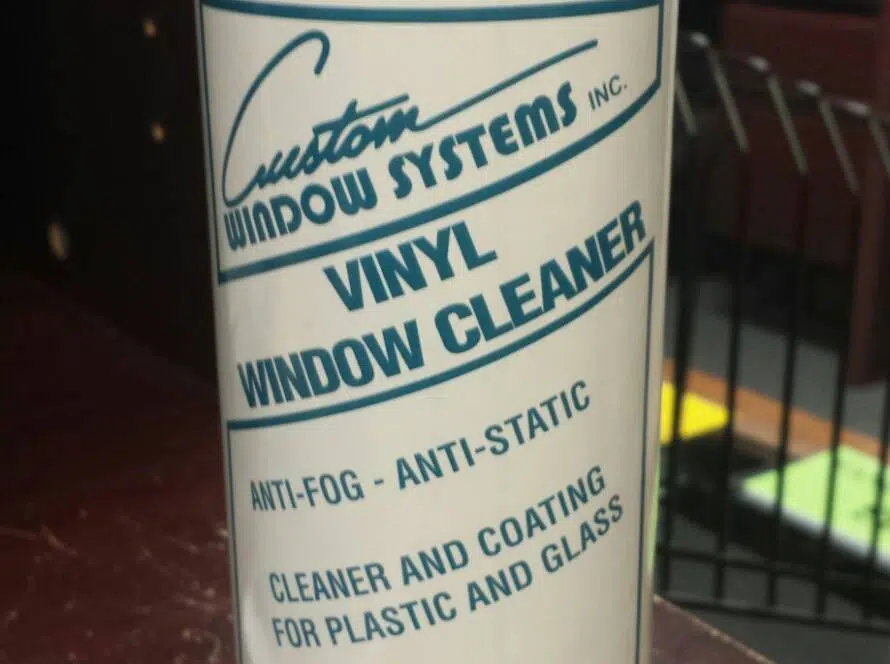 Custom
WINDOW SYSTEMS INC.
VINYL
WINDOW CLEANER
ANTI-FOG - ANTI-STATIC
CLEANER AND COATING
FOR PLASTIC AND GLASS